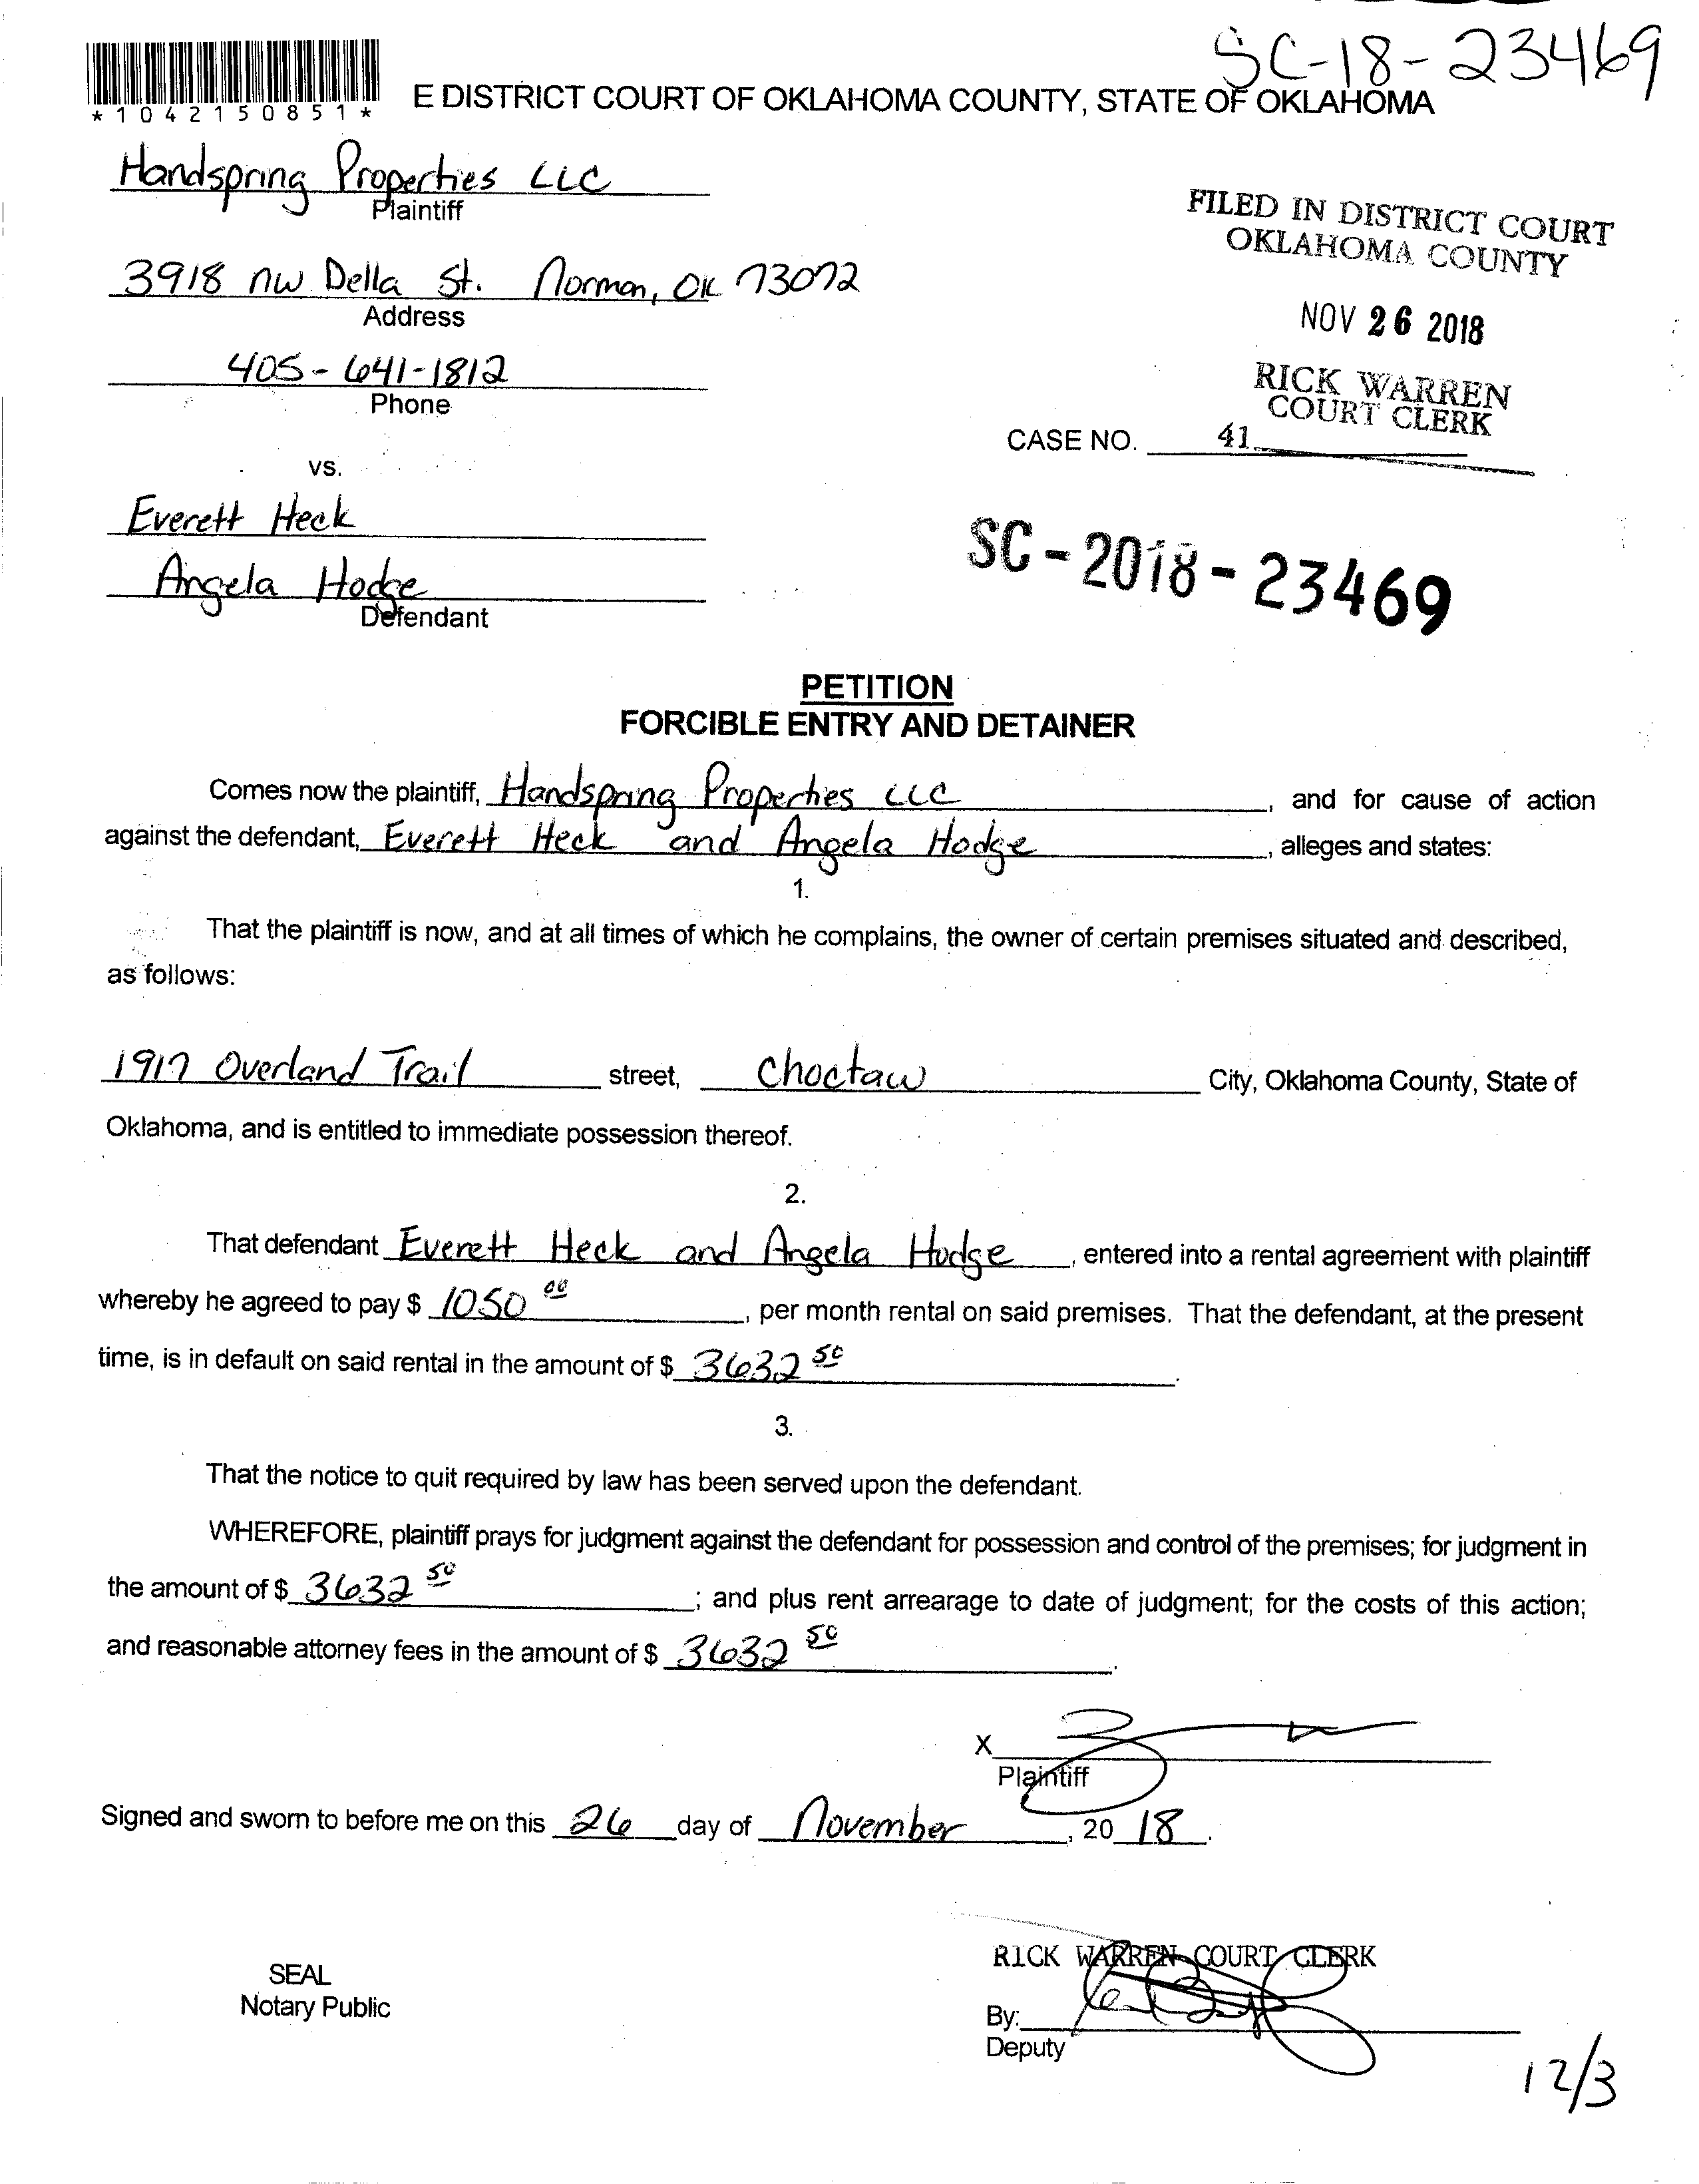 SC-18-23469
*1042150851*
E DISTRICT COURT OF OKLAHOMA COUNTY, STATE OF OKLAHOMA
Handspring Properties LLC
Plaintiff
3918 NW Della St. Norman, OK 73072
Address
405-641-1812
Phone
FILED IN DISTRICT COURT
OKLAHOMA COUNTY
NOV 26 2018
RICK WARREN
COURT CLERK
CASE NO. 41
vs.
Everett Heck
Angela Hodge
Defendant
SC-2018-23469
PETITION
FORCIBLE ENTRY AND DETAINER
Comes now the plaintiff, Handspring Properties LLC, and for cause of action
against the defendant, Everett Heck and Angela Hodge, alleges and states:
1.
That the plaintiff is now, and at all times of which he complains, the owner of certain premises situated and described,
as follows:
1917 Overland Trail street, Choctaw City, Oklahoma County, State of
Oklahoma, and is entitled to immediate possession thereof.
2.
That defendant Everett Heck and Angela Hodge, entered into a rental agreement with plaintiff
whereby he agreed to pay $ 1050 00, per month rental on said premises. That the defendant, at the present
time, is in default on said rental in the amount of $ 3632 50.
3.
That the notice to quit required by law has been served upon the defendant.
WHEREFORE, plaintiff prays for judgment against the defendant for possession and control of the premises; for judgment in
the amount of $ 3632 50; and plus rent arrearage to date of judgment; for the costs of this action;
and reasonable attorney fees in the amount of $ 3632 50.
X
Plaintiff
Signed and sworn to before me on this 26 day of November, 20 18.
RICK WARREN COURT CLERK
SEAL
Notary Public
By:
Deputy
12/3